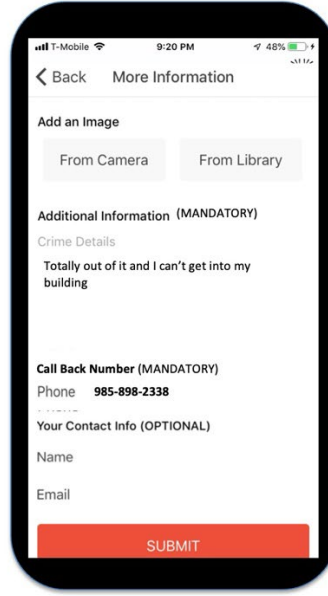 T-Mobile 9:20 PM 48%
Back More Information
Add an Image
From Camera From Library
Additional Information (MANDATORY)
Crime Details
Totally out of it and I can't get into my
building
Call Back Number (MANDATORY)
Phone 985-898-2338
Your Contact Info (OPTIONAL)
Name
Email
SUBMIT